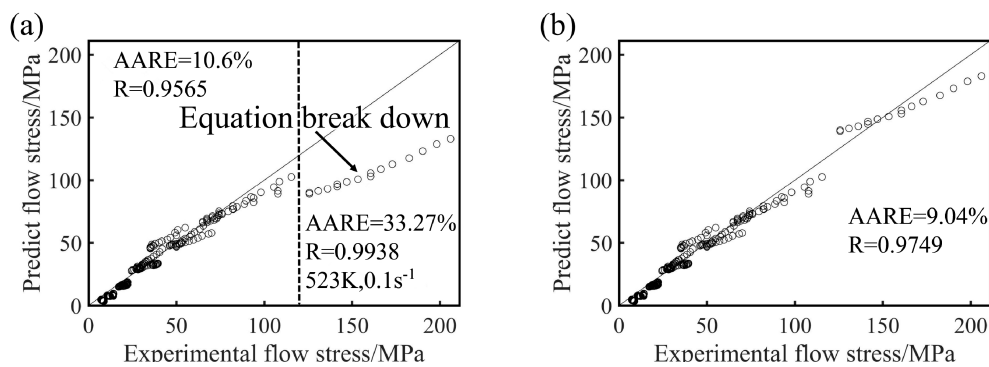 (a)
200
150
100
50
0
Predict flow stress/MPa
AARE=10.6%
R=0.9565
Equation break down
AARE=33.27%
R=0.9938
523K,0.1s⁻¹
0 50 100 150 200
Experimental flow stress/MPa
(b)
200
150
100
50
0
Predict flow stress/MPa
AARE=9.04%
R=0.9749
0 50 100 150 200
Experimental flow stress/MPa